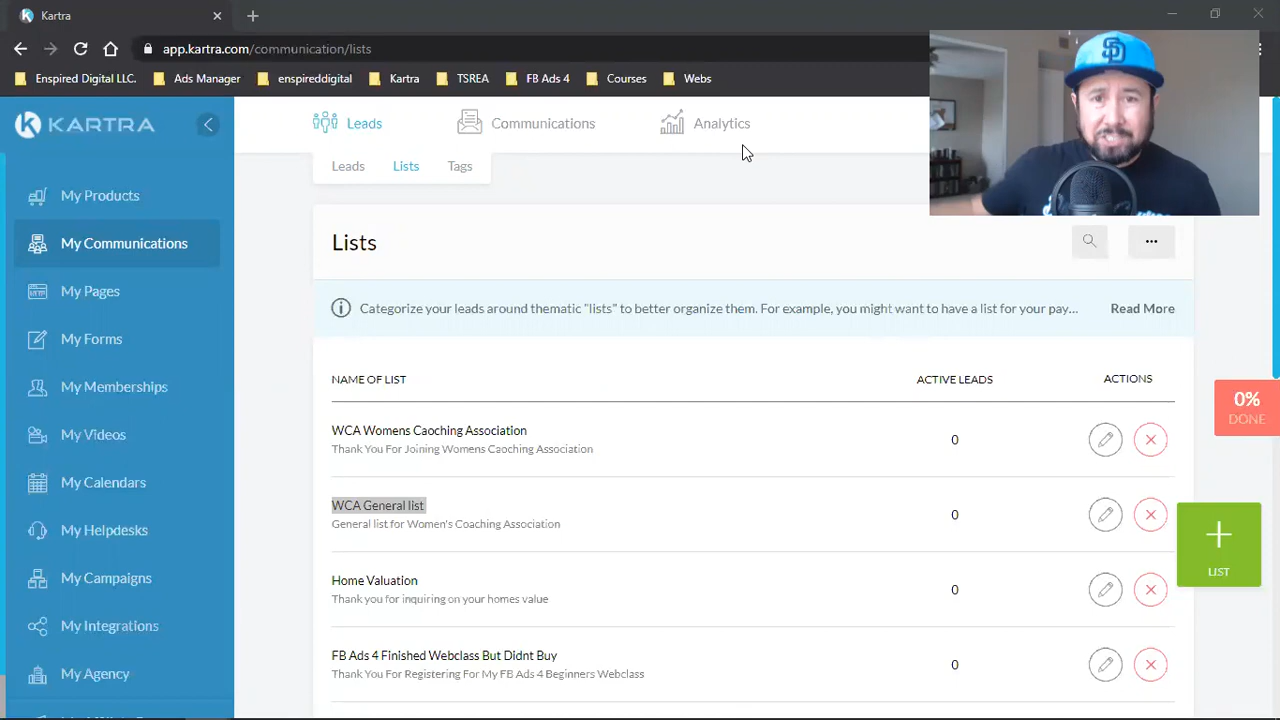 Kartra
app.kartra.com/communication/lists
Enspired Digital LLC.
Ads Manager
enspireddigital
Kartra
TSREA
FB Ads 4
Courses
Webs
KARTRA
Leads
Communications
Analytics
Leads
Lists
Tags
My Products
My Communications
My Pages
My Forms
My Memberships
My Videos
My Calendars
My Helpdesks
My Campaigns
My Integrations
My Agency
Lists
Categorize your leads around thematic "lists" to better organize them. For example, you might want to have a list for your pay...
Read More
NAME OF LIST
ACTIVE LEADS
ACTIONS
WCA Womens Caoching Association
Thank You For Joining Womens Caoching Association
0
WCA General list
General list for Women's Coaching Association
0
Home Valuation
Thank you for inquiring on your homes value
0
FB Ads 4 Finished Webclass But Didnt Buy
Thank You For Registering For My FB Ads 4 Beginners Webclass
0
0%
DONE
LIST
SD